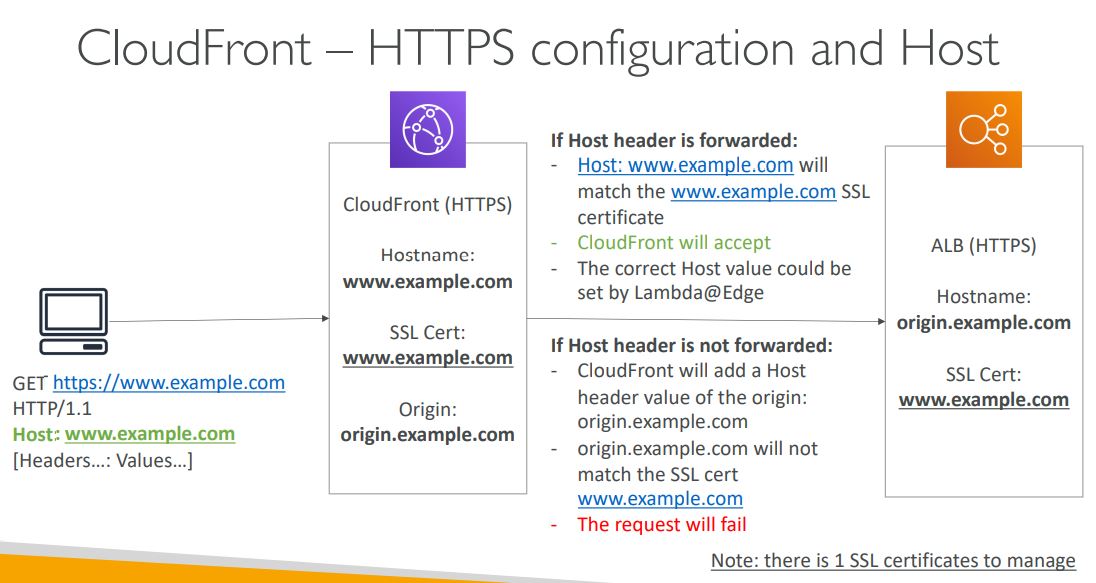 CloudFront – HTTPS configuration and Host
GET https://www.example.com
HTTP/1.1
Host: www.example.com
[Headers…: Values…]
CloudFront (HTTPS)
Hostname:
www.example.com
SSL Cert:
www.example.com
Origin:
origin.example.com
If Host header is forwarded:
- Host: www.example.com will
match the www.example.com SSL
certificate
- CloudFront will accept
- The correct Host value could be
set by Lambda@Edge
If Host header is not forwarded:
- CloudFront will add a Host
header value of the origin:
origin.example.com
- origin.example.com will not
match the SSL cert
www.example.com
- The request will fail
ALB (HTTPS)
Hostname:
origin.example.com
SSL Cert:
www.example.com
Note: there is 1 SSL certificates to manage